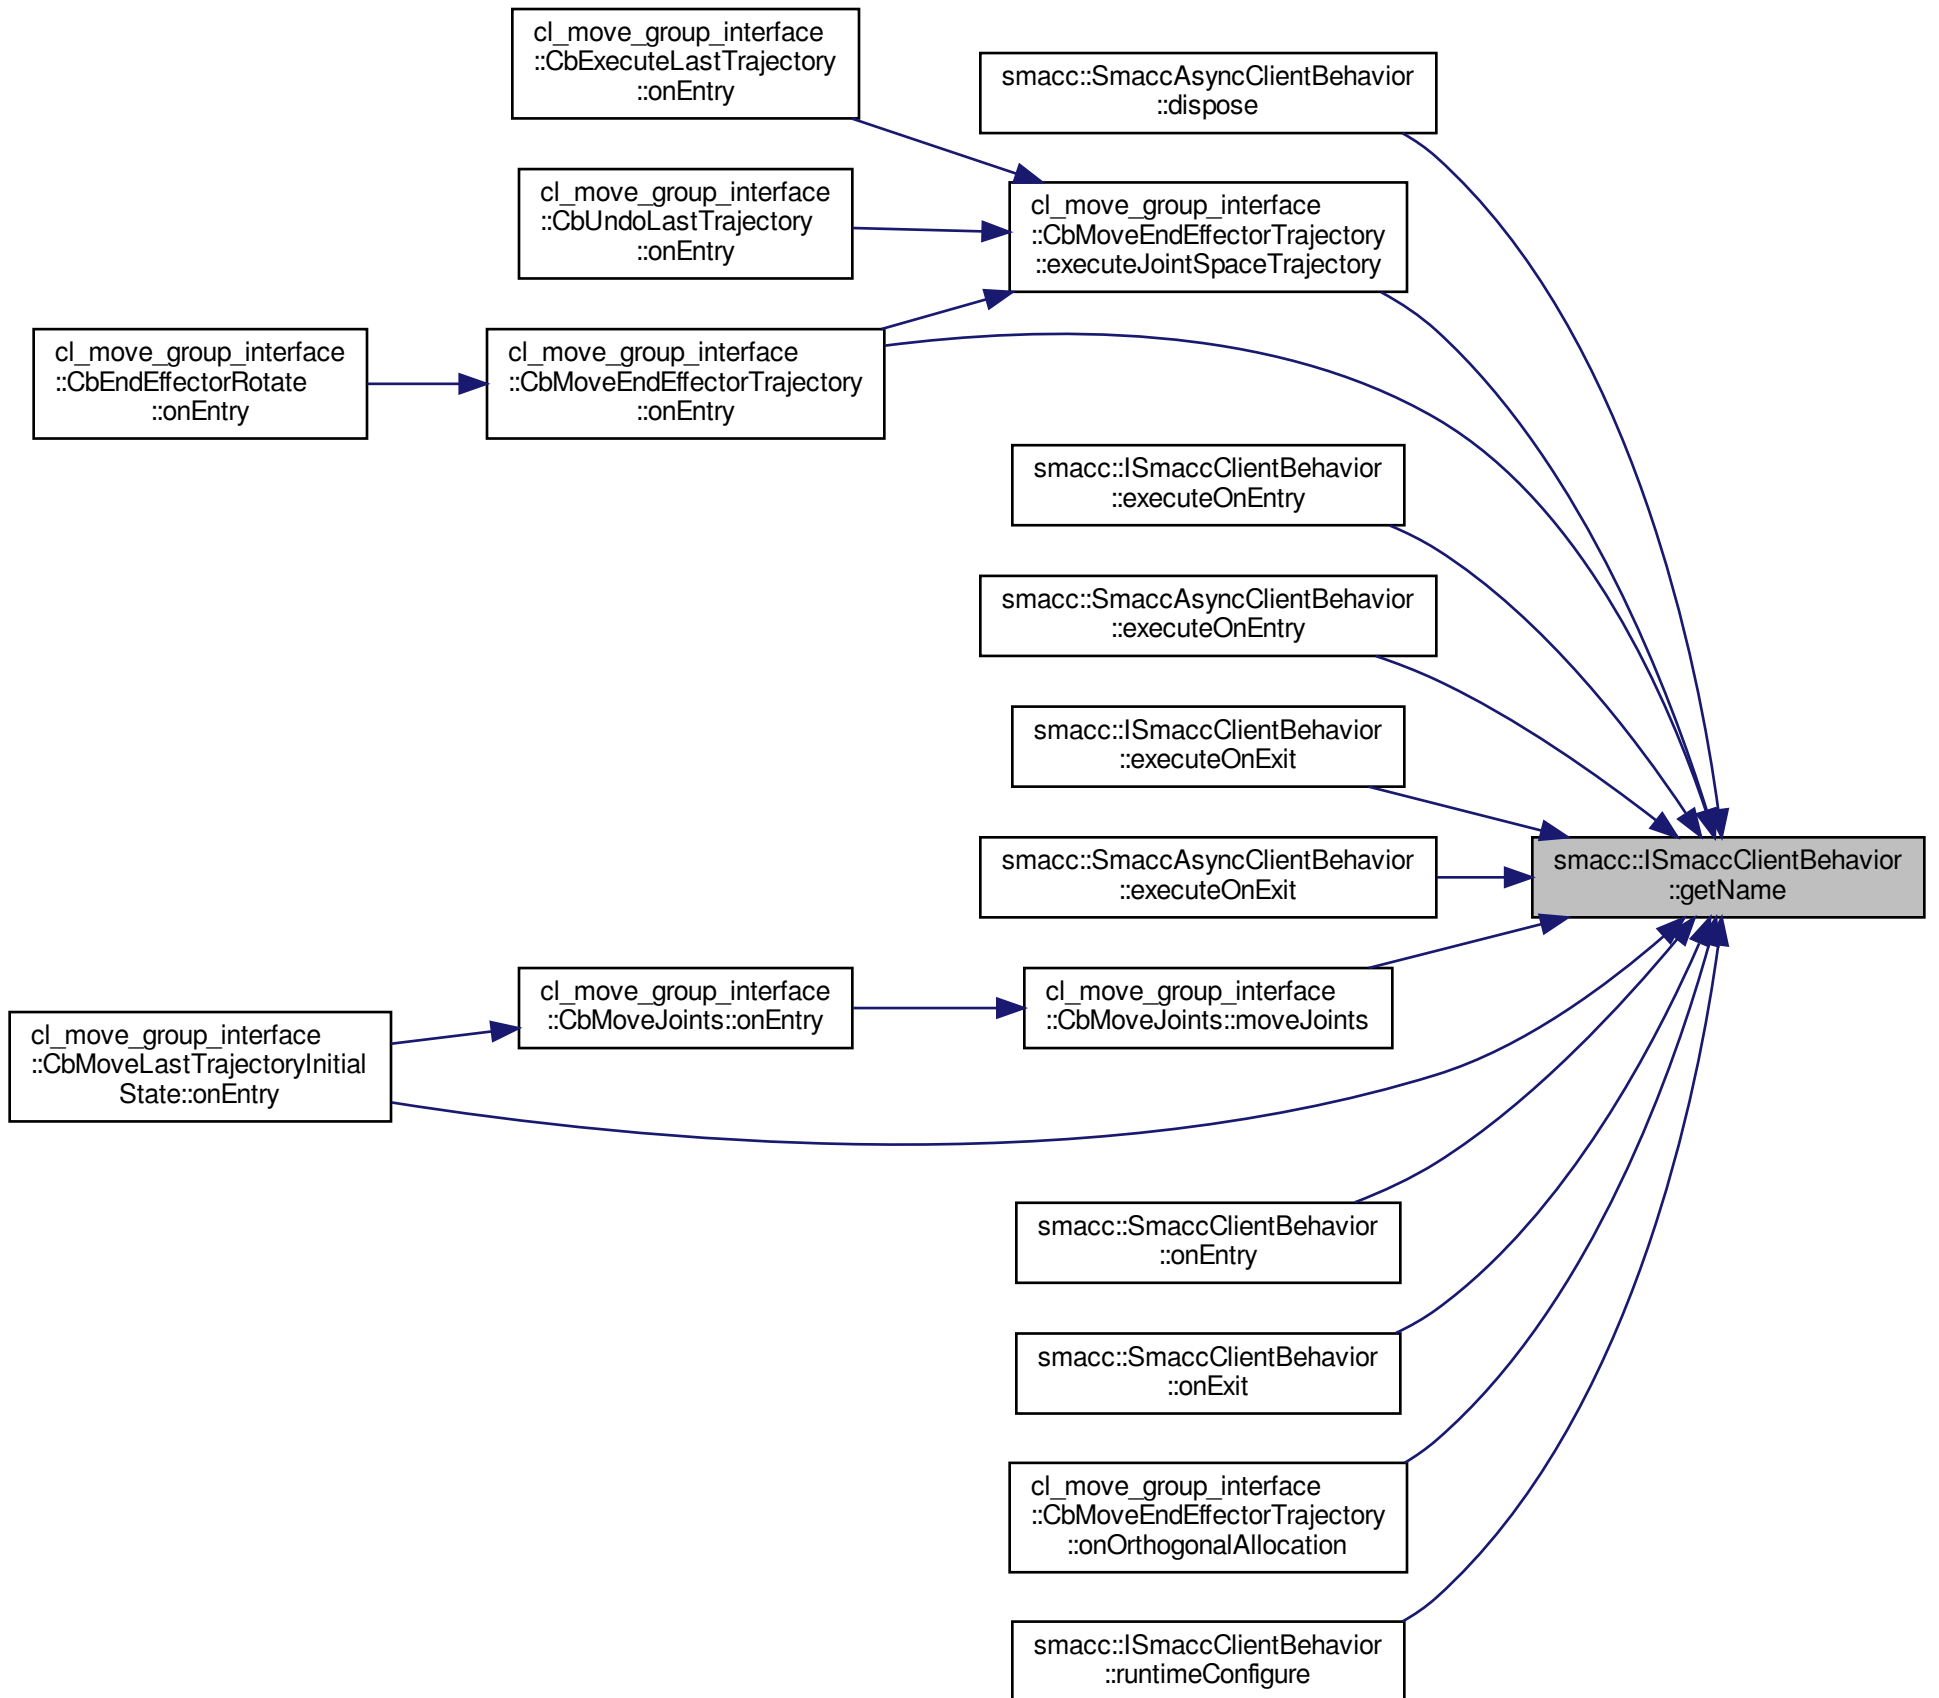 cl_move_group_interface
::CbExecuteLastTrajectory
::onEntry
smacc::SmaccAsyncClientBehavior
::dispose
cl_move_group_interface
::CbUndoLastTrajectory
::onEntry
cl_move_group_interface
::CbMoveEndEffectorTrajectory
::executeJointSpaceTrajectory
cl_move_group_interface
::CbEndEffectorRotate
::onEntry
cl_move_group_interface
::CbMoveEndEffectorTrajectory
::onEntry
smacc::ISmaccClientBehavior
::executeOnEntry
smacc::SmaccAsyncClientBehavior
::executeOnEntry
smacc::ISmaccClientBehavior
::executeOnExit
smacc::SmaccAsyncClientBehavior
::executeOnExit
smacc::ISmaccClientBehavior
::getName
cl_move_group_interface
::CbMoveLastTrajectoryInitial
State::onEntry
cl_move_group_interface
::CbMoveJoints::onEntry
cl_move_group_interface
::CbMoveJoints::moveJoints
smacc::SmaccClientBehavior
::onEntry
smacc::SmaccClientBehavior
::onExit
cl_move_group_interface
::CbMoveEndEffectorTrajectory
::onOrthogonalAllocation
smacc::ISmaccClientBehavior
::runtimeConfigure